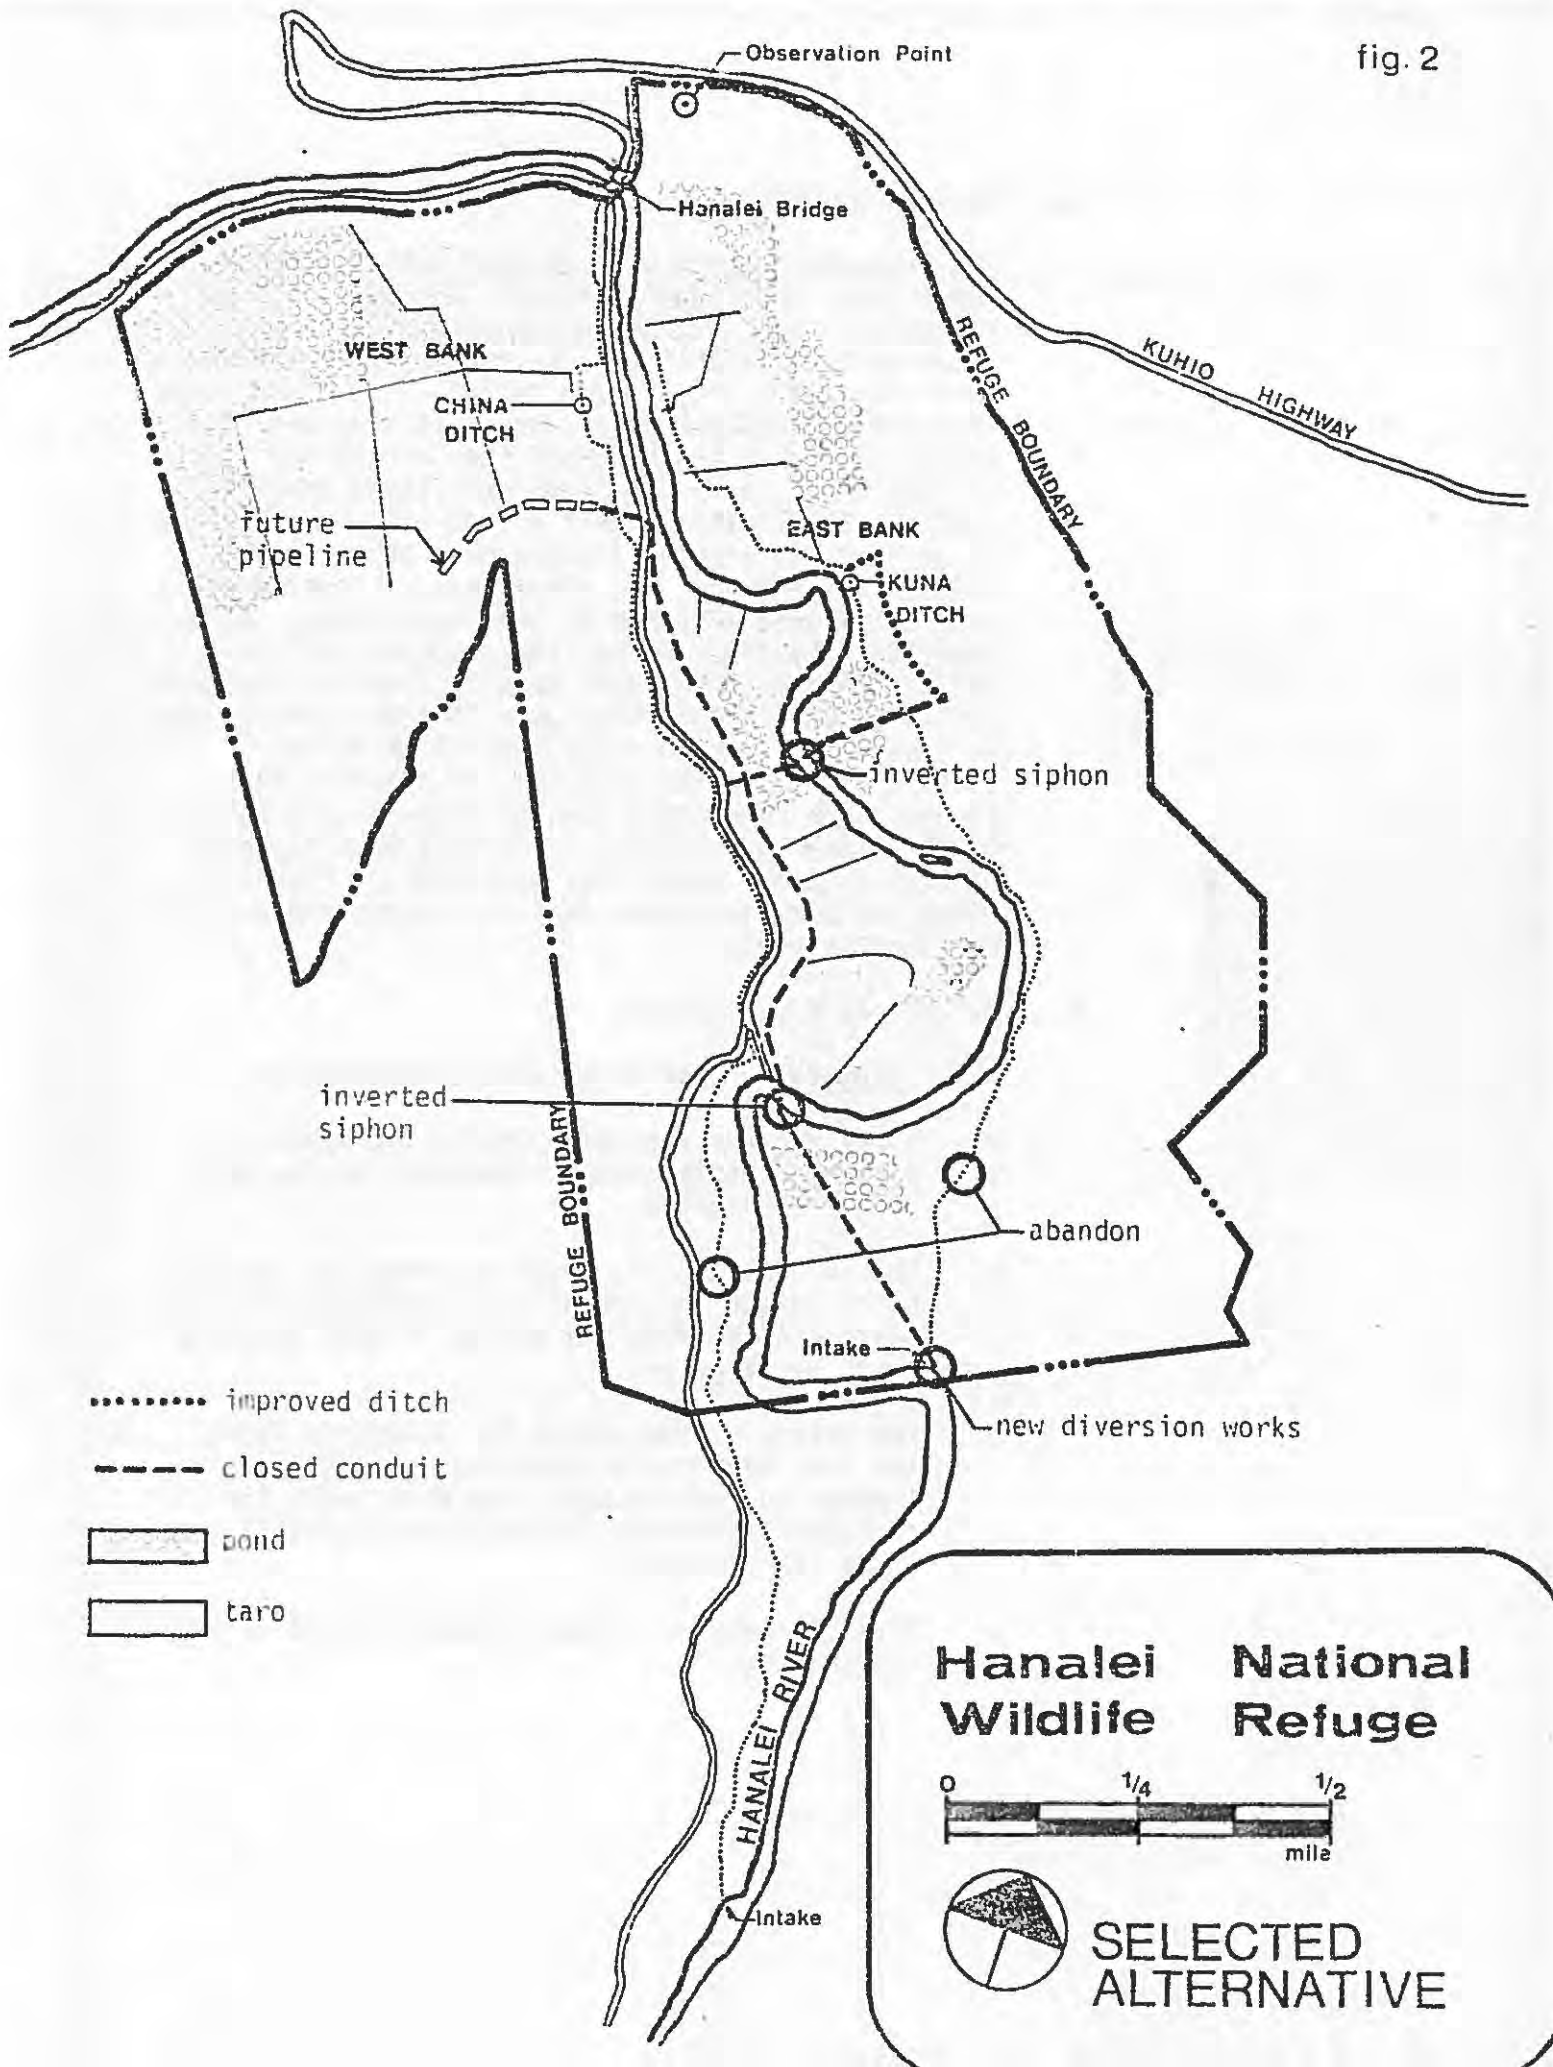 fig. 2
Observation Point
Hanalei Bridge
WEST BANK
CHINA
DITCH
REFUGE BOUNDARY
KUHIO HIGHWAY
future
pipeline
EAST BANK
KUNA
DITCH
inverted siphon
inverted
siphon
REFUGE BOUNDARY
abandon
Intake
new diversion works
improved ditch
closed conduit
pond
taro
HANALEI RIVER
Intake
Hanalei National
Wildlife Refuge
0 1/4 1/2
mile
SELECTED
ALTERNATIVE